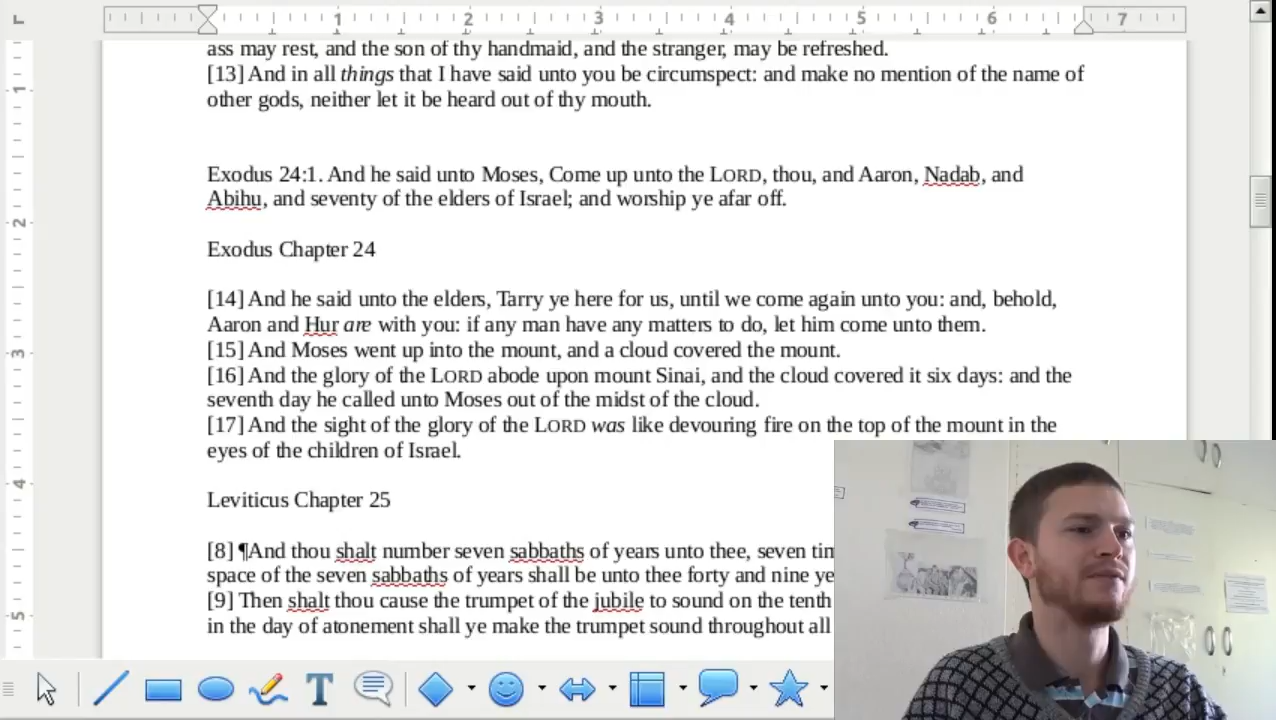 1 2 3 4 5 6 7
ass may rest, and the son of thy handmaid, and the stranger, may be refreshed.
[13] And in all things that I have said unto you be circumspect: and make no mention of the name of
other gods, neither let it be heard out of thy mouth.
Exodus 24:1. And he said unto Moses, Come up unto the LORD, thou, and Aaron, Nadab, and
Abihu, and seventy of the elders of Israel; and worship ye afar off.
Exodus Chapter 24
[14] And he said unto the elders, Tarry ye here for us, until we come again unto you: and, behold,
Aaron and Hur are with you: if any man have any matters to do, let him come unto them.
[15] And Moses went up into the mount, and a cloud covered the mount.
[16] And the glory of the LORD abode upon mount Sinai, and the cloud covered it six days: and the
seventh day he called unto Moses out of the midst of the cloud.
[17] And the sight of the glory of the LORD was like devouring fire on the top of the mount in the
eyes of the children of Israel.
Leviticus Chapter 25
[8] ¶And thou shalt number seven sabbaths of years unto thee, seven
space of the seven sabbaths of years shall be unto thee forty and nine
[9] Then shalt thou cause the trumpet of the jubile to sound on the tenth
in the day of atonement shall ye make the trumpet sound throughout all
1
2
3
4
5
T